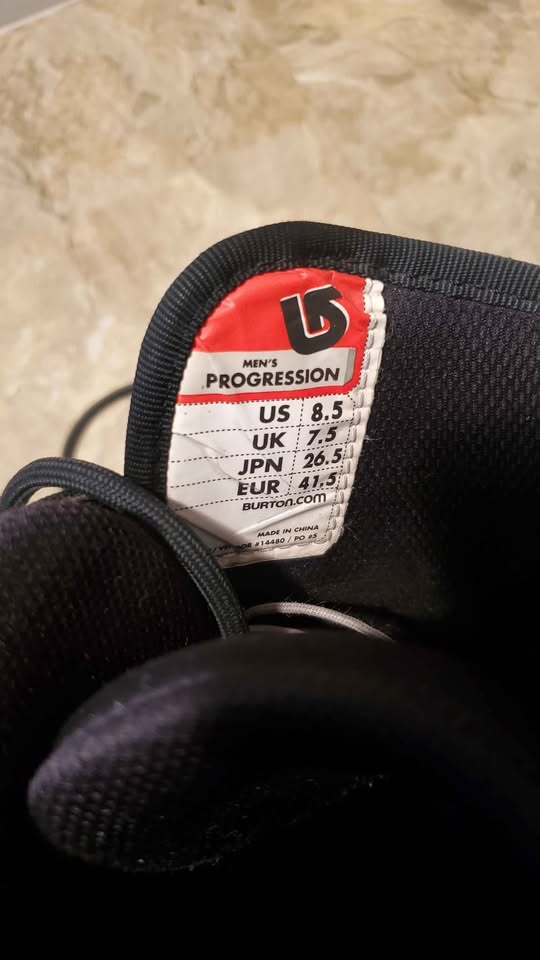 MEN'S
PROGRESSION
US 8.5
UK 7.5
JPN 26.5
EUR 41.5
BURTON.COM
MADE IN CHINA
#14480 / PO #5